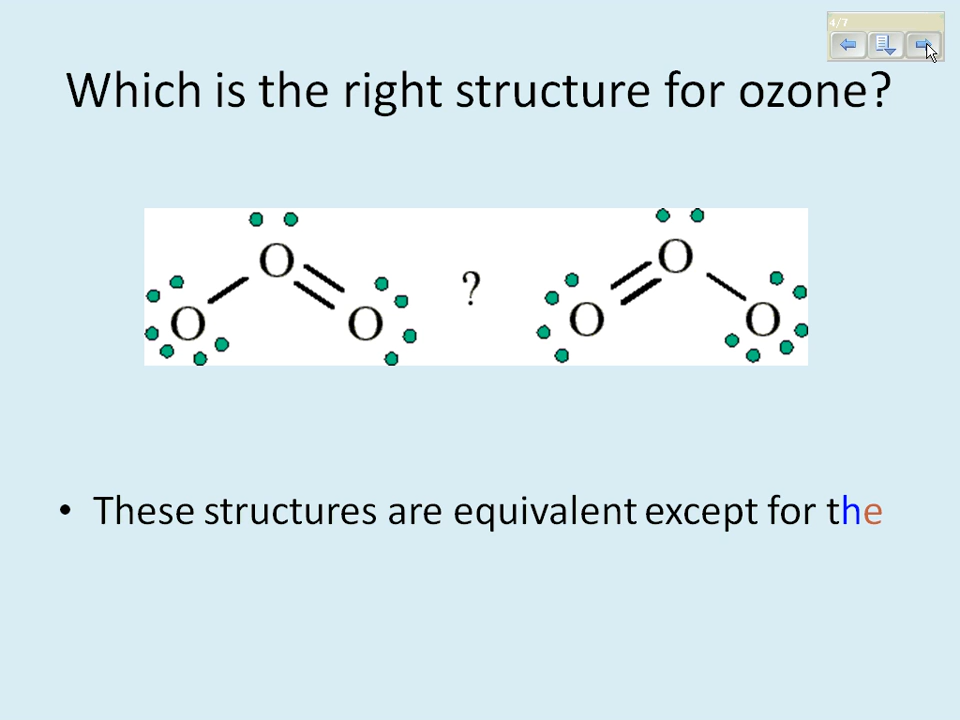 4/7
Which is the right structure for ozone?
O O
O O ? O O
• These structures are equivalent except for the